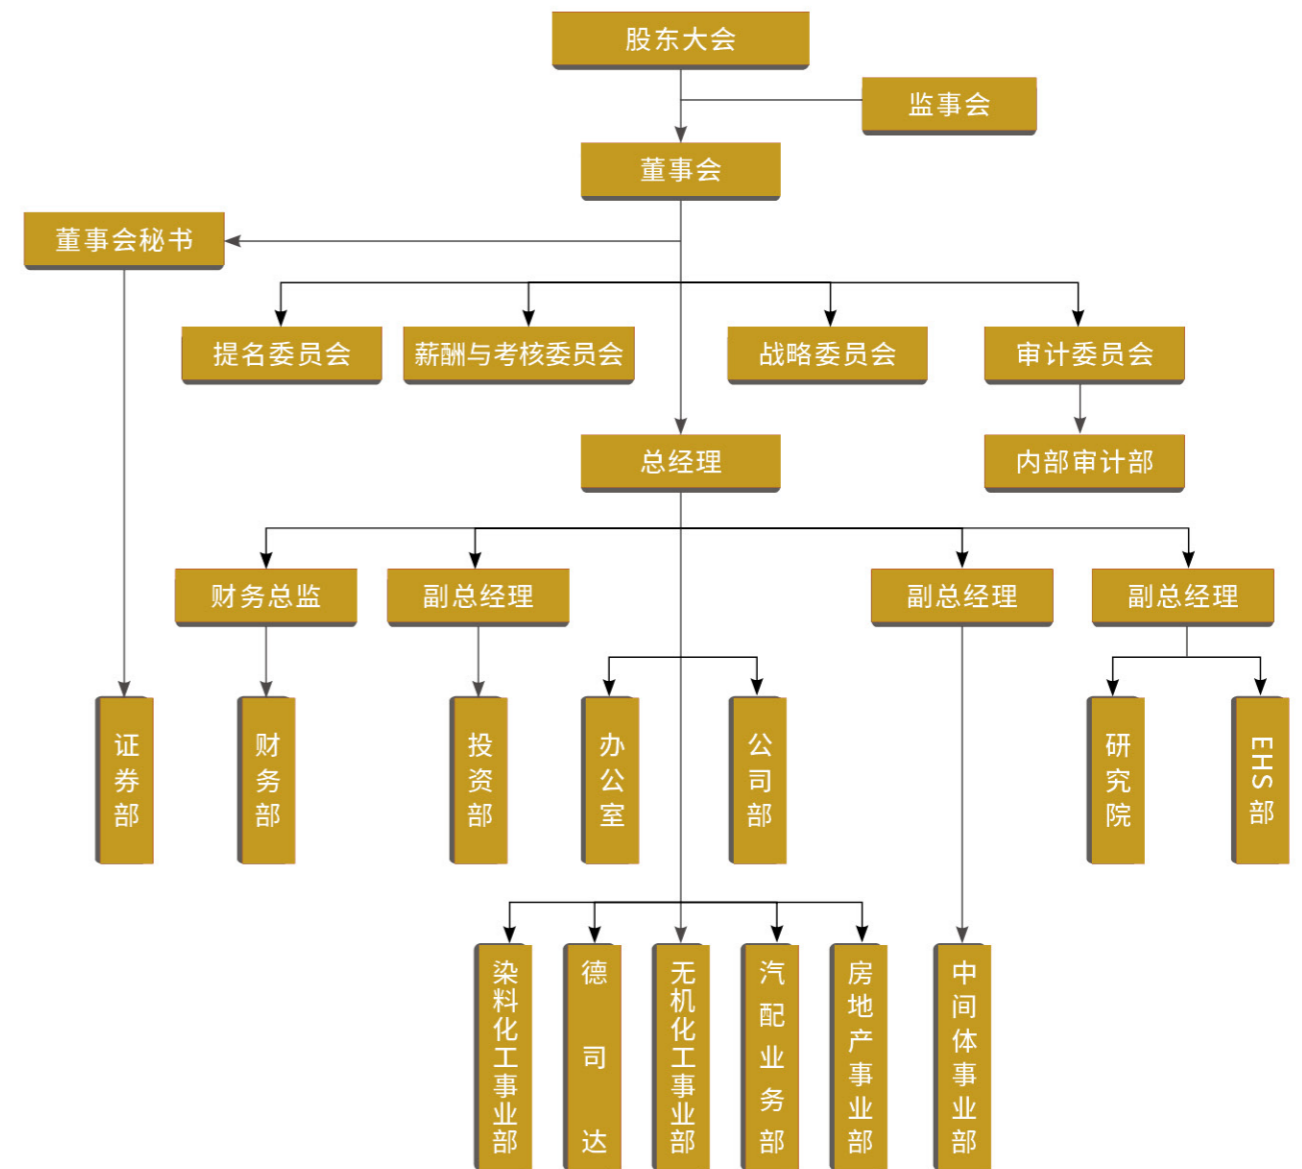 股东大会
监事会
董事会
董事会秘书
提名委员会
薪酬与考核委员会
战略委员会
审计委员会
总经理
内部审计部
财务总监
副总经理
副总经理
副总经理
证券部
财务部
投资部
办公室
公司部
研究院
EHS部
染料化工事业部
德司达
无机化工事业部
汽配业务部
房地产事业部
中间体事业部